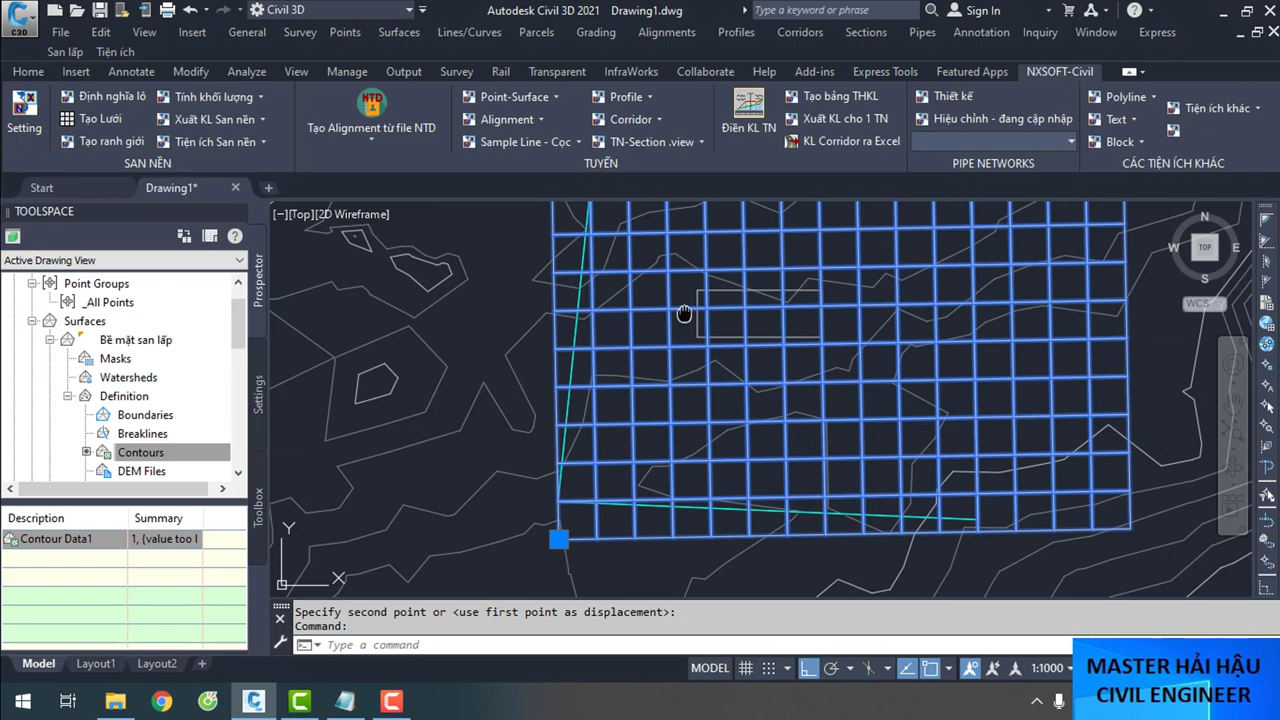 Civil 3D
Autodesk Civil 3D 2021 Drawing1.dwg
Type a keyword or phrase
Sign In
C3D
File Edit View Insert General Survey Points Surfaces Lines/Curves Parcels Grading Alignments Profiles Corridors Sections Pipes Annotation Inquiry Window Express
San lấp Tiện ích
Home Insert Annotate Modify Analyze View Manage Output Survey Rail Transparent InfraWorks Collaborate Help Add-ins Express Tools Featured Apps NXSOFT-Civil
Định nghĩa lô Tính khối lượng Point-Surface Profile Tạo bảng THKL Thiết kế Polyline
Tiện ích khác
Setting Tạo Lưới Xuất KL San nền Tạo Alignment từ file NTD Alignment Corridor Điền KL TN Xuất KL cho 1 TN Hiệu chỉnh - đang cập nhập Text
NTD
Tạo ranh giới Tiện ích San nền Sample Line - Cọc TN-Section .view KL Corridor ra Excel Block
SAN NỀN TUYẾN PIPE NETWORKS CÁC TIỆN ÍCH KHÁC
Start Drawing1*
TOOLSPACE
[−][Top][2D Wireframe]
Active Drawing View
Point Groups
_All Points
Surfaces
Bề mặt san lấp
Masks
Watersheds
Definition
Boundaries
Breaklines
Contours
DEM Files
Prospector
Settings
Toolbox
Description Summary
Contour Data1 1, {value too l
N
W TOP E
S
WCS
Y
X
Specify second point or <use first point as displacement>:
Command:
Type a command
Model Layout1 Layout2
MODEL
1:1000
MASTER HẢI HẬU
CIVIL ENGINEER